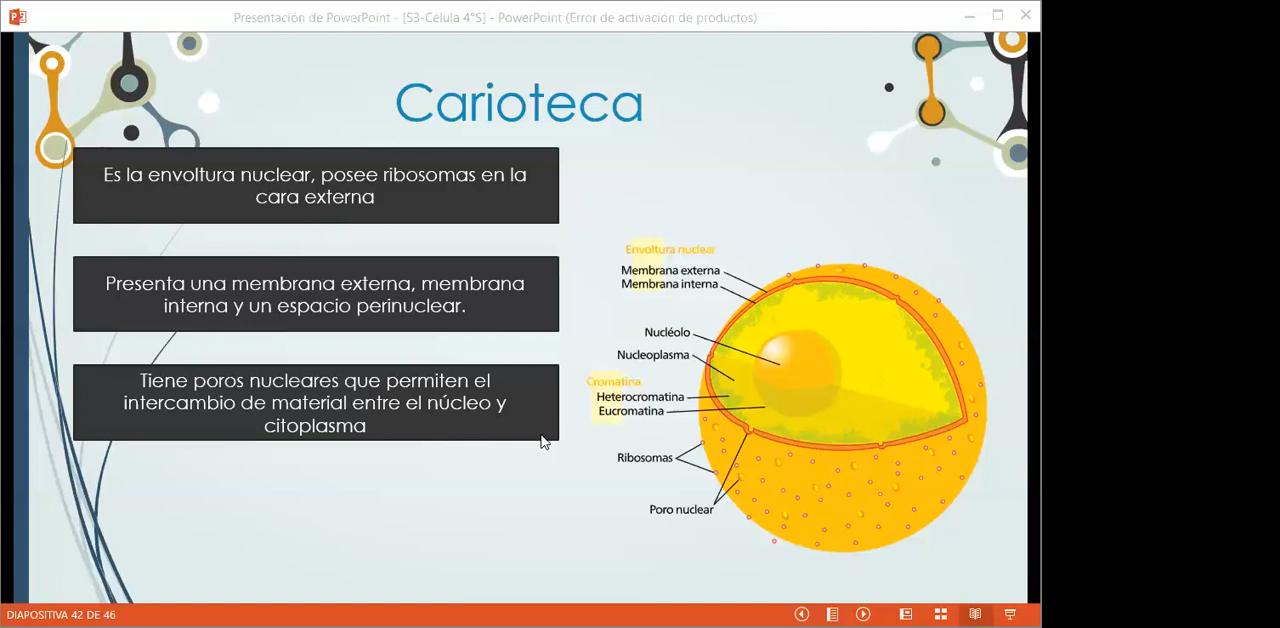 Presentación de PowerPoint - [S3-Célula 4°S] - PowerPoint (Error de activación de productos)
Carioteca
Es la envoltura nuclear, posee ribosomas en la
cara externa
Presenta una membrana externa, membrana
interna y un espacio perinuclear.
Tiene poros nucleares que permiten el
intercambio de material entre el núcleo y
citoplasma
Envoltura nuclear
Membrana externa
Membrana interna
Nucléolo
Nucleoplasma
Cromatina
Heterocromatina
Eucromatina
Ribosomas
Poro nuclear
DIAPOSITIVA 42 DE 46